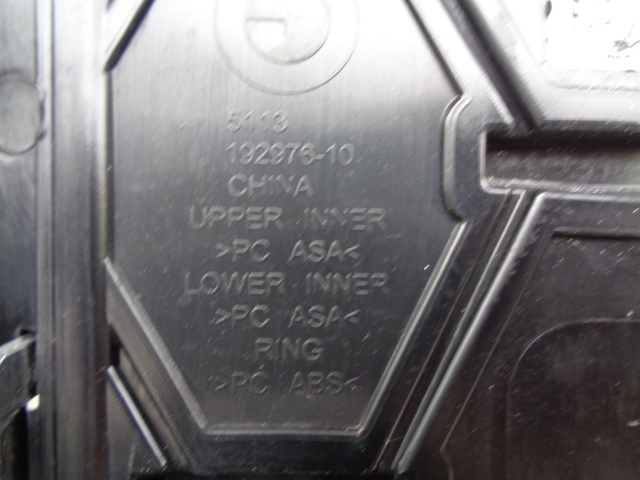 5113
192976-10
CHINA
UPPER INNER
>PC ASA<
LOWER INNER
>PC ASA<
RING
>PC ABS<